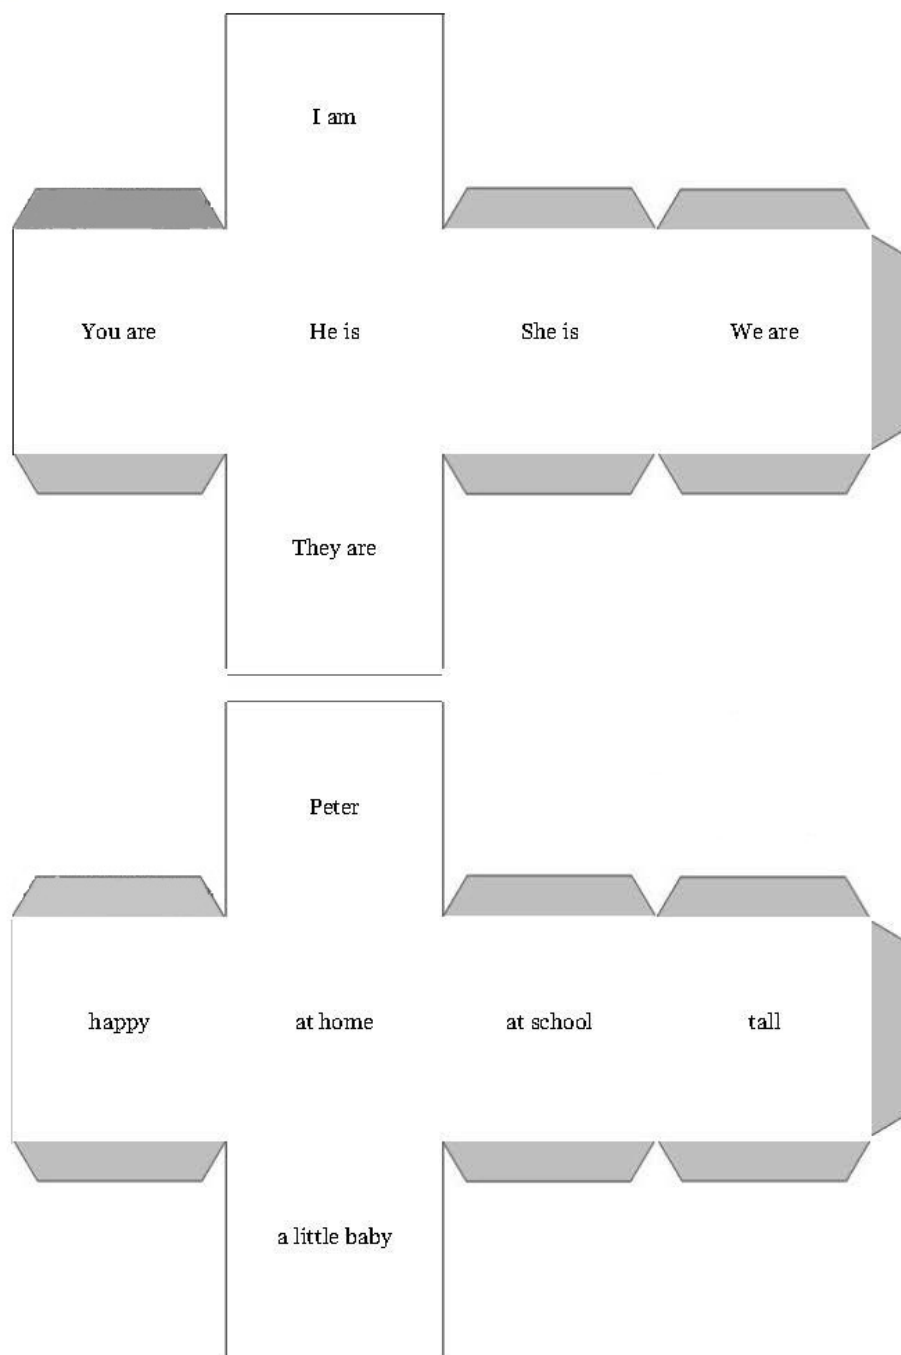 I am
You are
He is
She is
We are
They are
Peter
happy
at home
at school
tall
a little baby